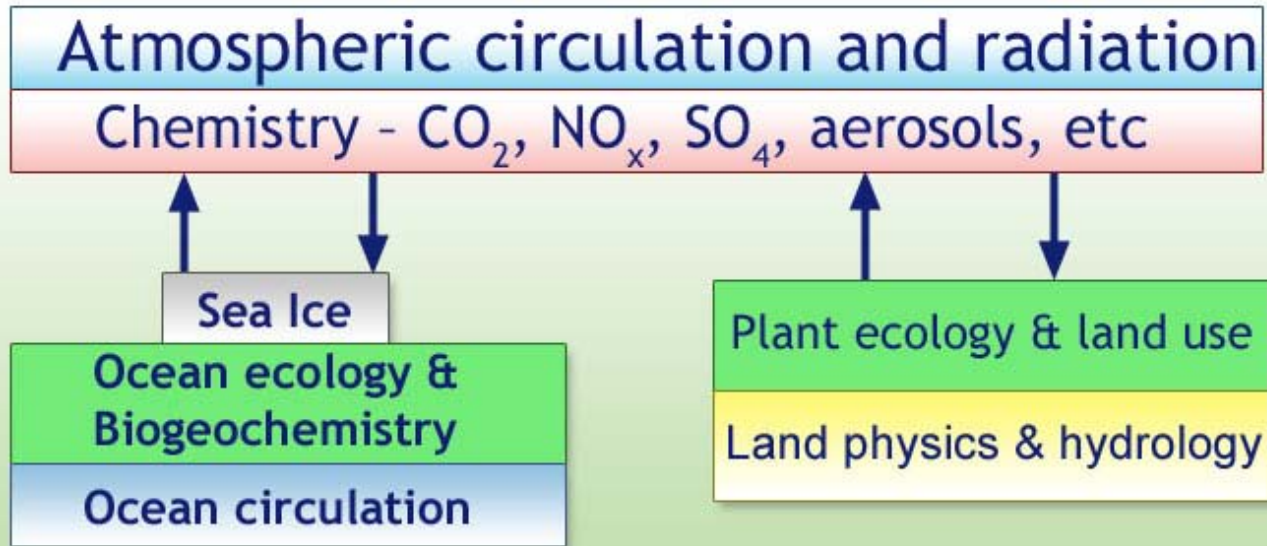 Atmospheric circulation and radiation
Chemistry - CO₂, NOₓ, SO₄, aerosols, etc
Sea Ice
Ocean ecology &
Biogeochemistry
Ocean circulation
Plant ecology & land use
Land physics & hydrology